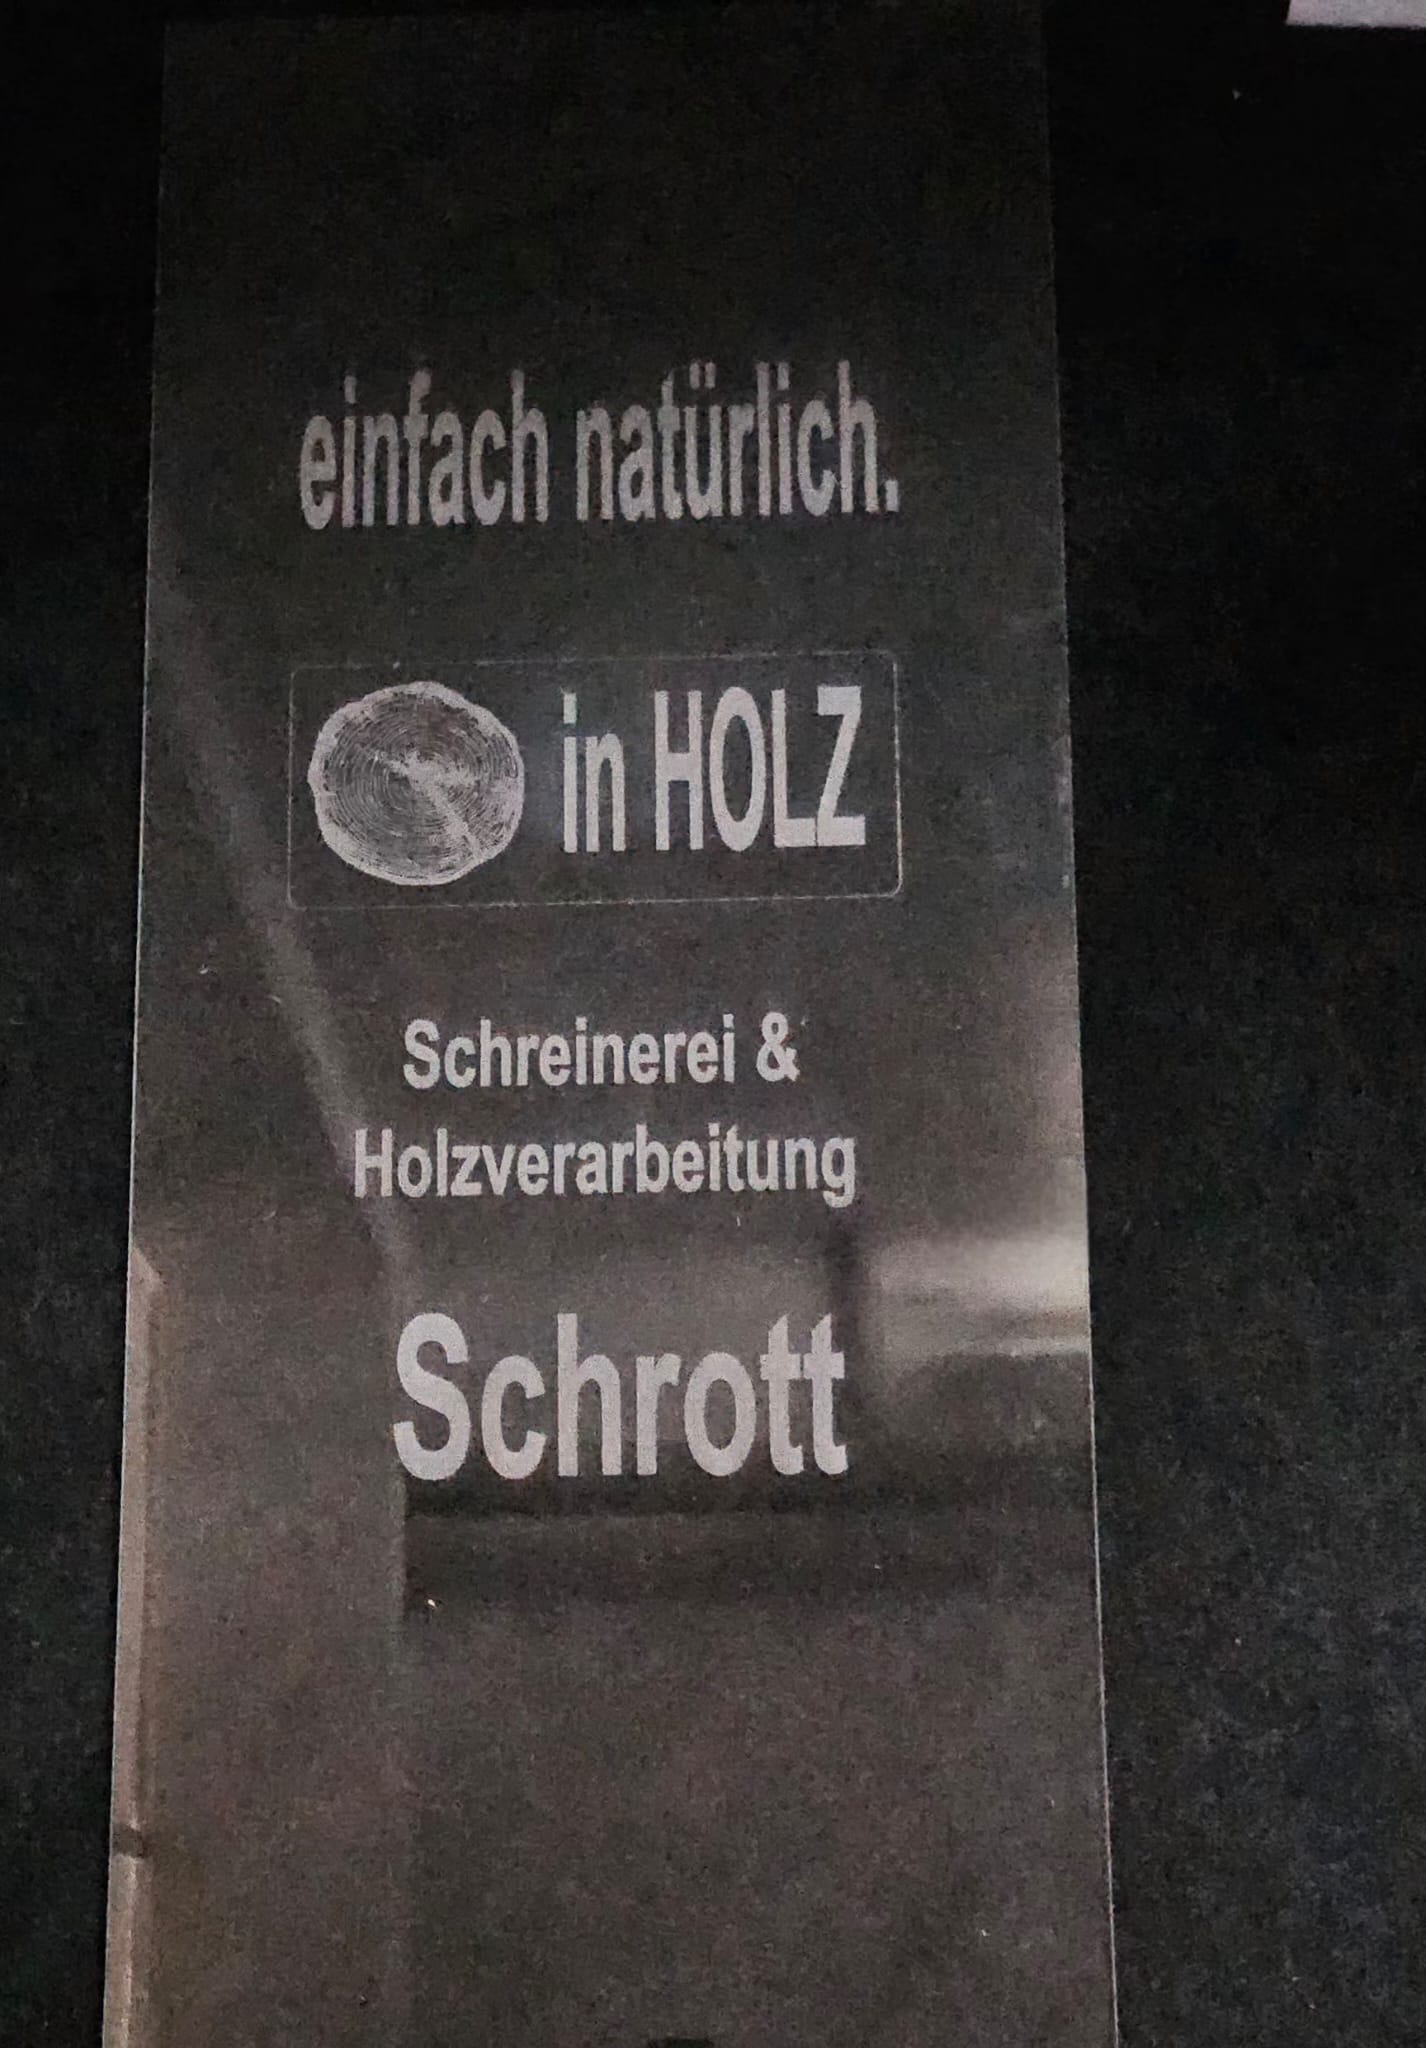 einfach natürlich.
in HOLZ
Schreinerei &
Holzverarbeitung
Schrott